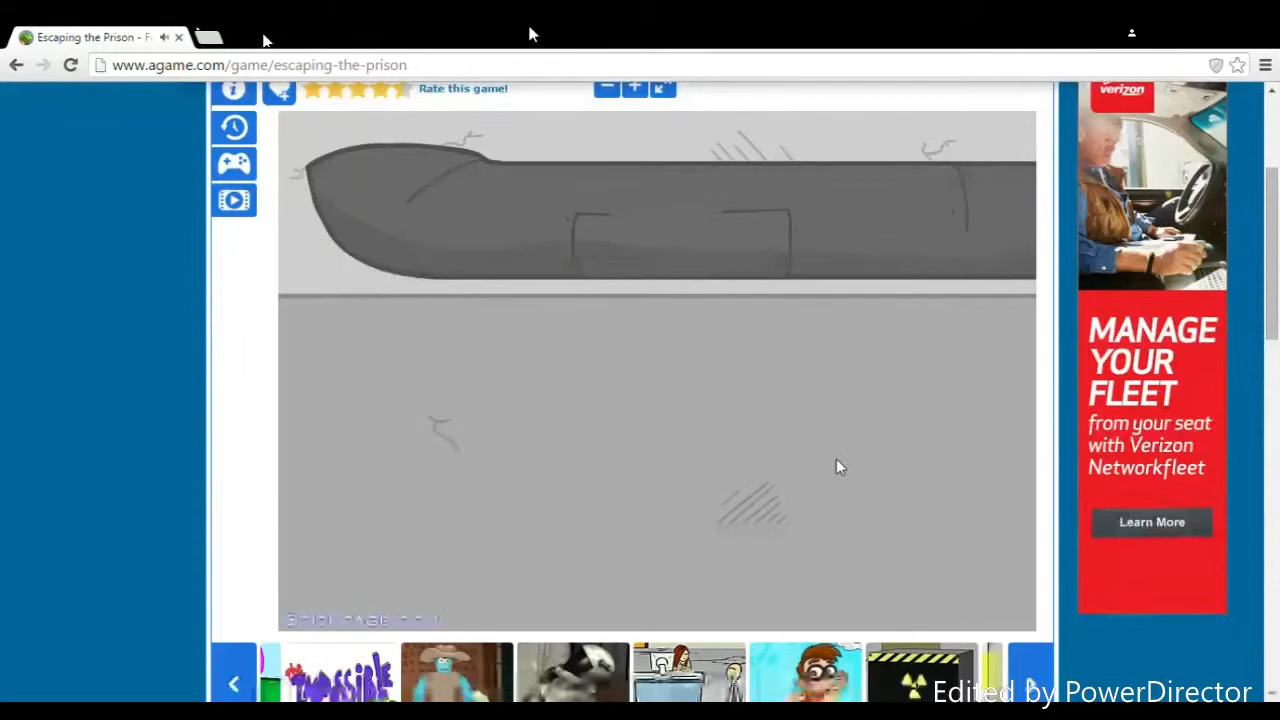 Escaping the Prison - F
www.agame.com/game/escaping-the-prison
Rate this game!
verizon
MANAGE
YOUR
FLEET
from your seat
with Verizon
Networkfleet
Learn More
Impossible
Edited by PowerDirector